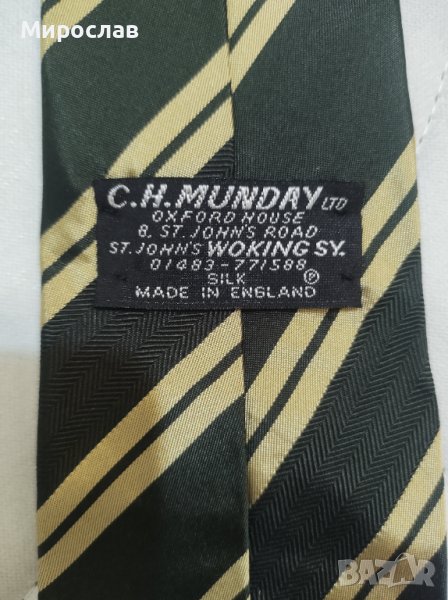 Мирослав
C.H. MUNDAY LTD
OXFORD HOUSE
8, ST. JOHN'S ROAD
ST. JOHN'S WOKING SY.
01483-771588
SILK Ⓟ
MADE IN ENGLAND
BAZAR